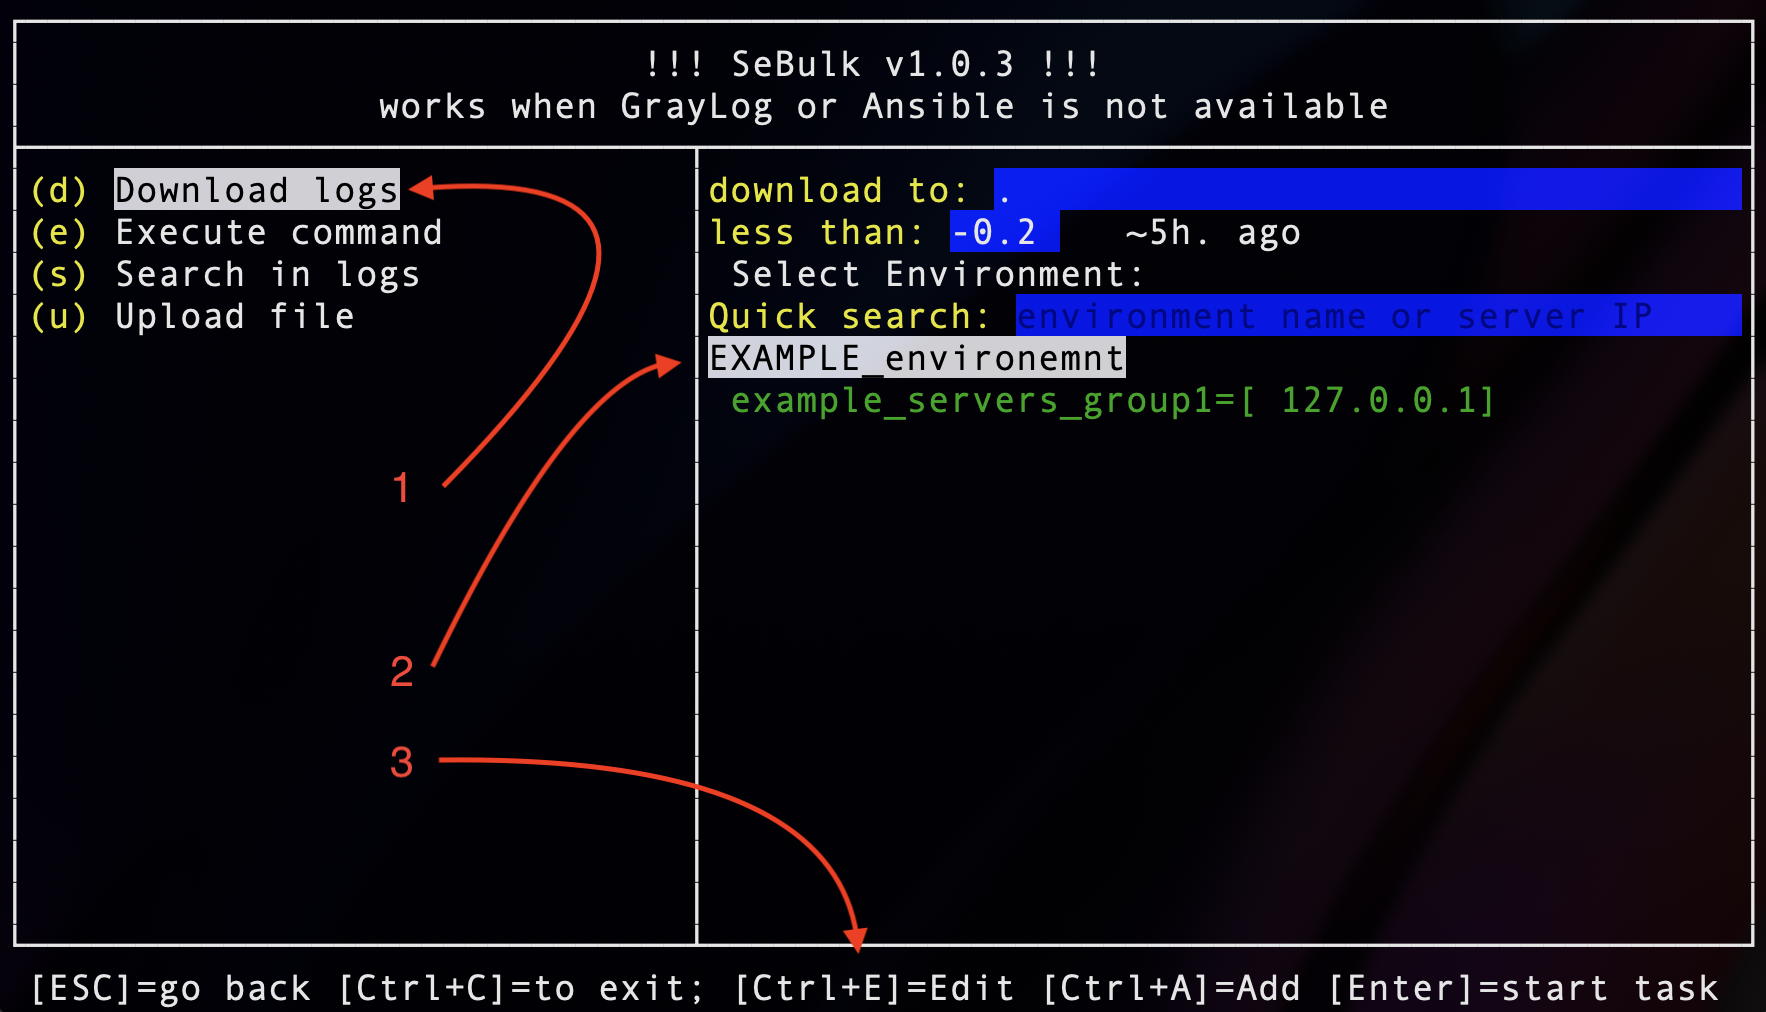 !!! SeBulk v1.0.3 !!!
works when GrayLog or Ansible is not available
(d) Download logs
(e) Execute command
(s) Search in logs
(u) Upload file
1
2
3
download to: .
less than: -0.2 ~5h. ago
Select Environment:
Quick search: environment name or server IP
EXAMPLE_environemnt
example_servers_group1=[ 127.0.0.1]
[ESC]=go back [Ctrl+C]=to exit; [Ctrl+E]=Edit [Ctrl+A]=Add [Enter]=start task